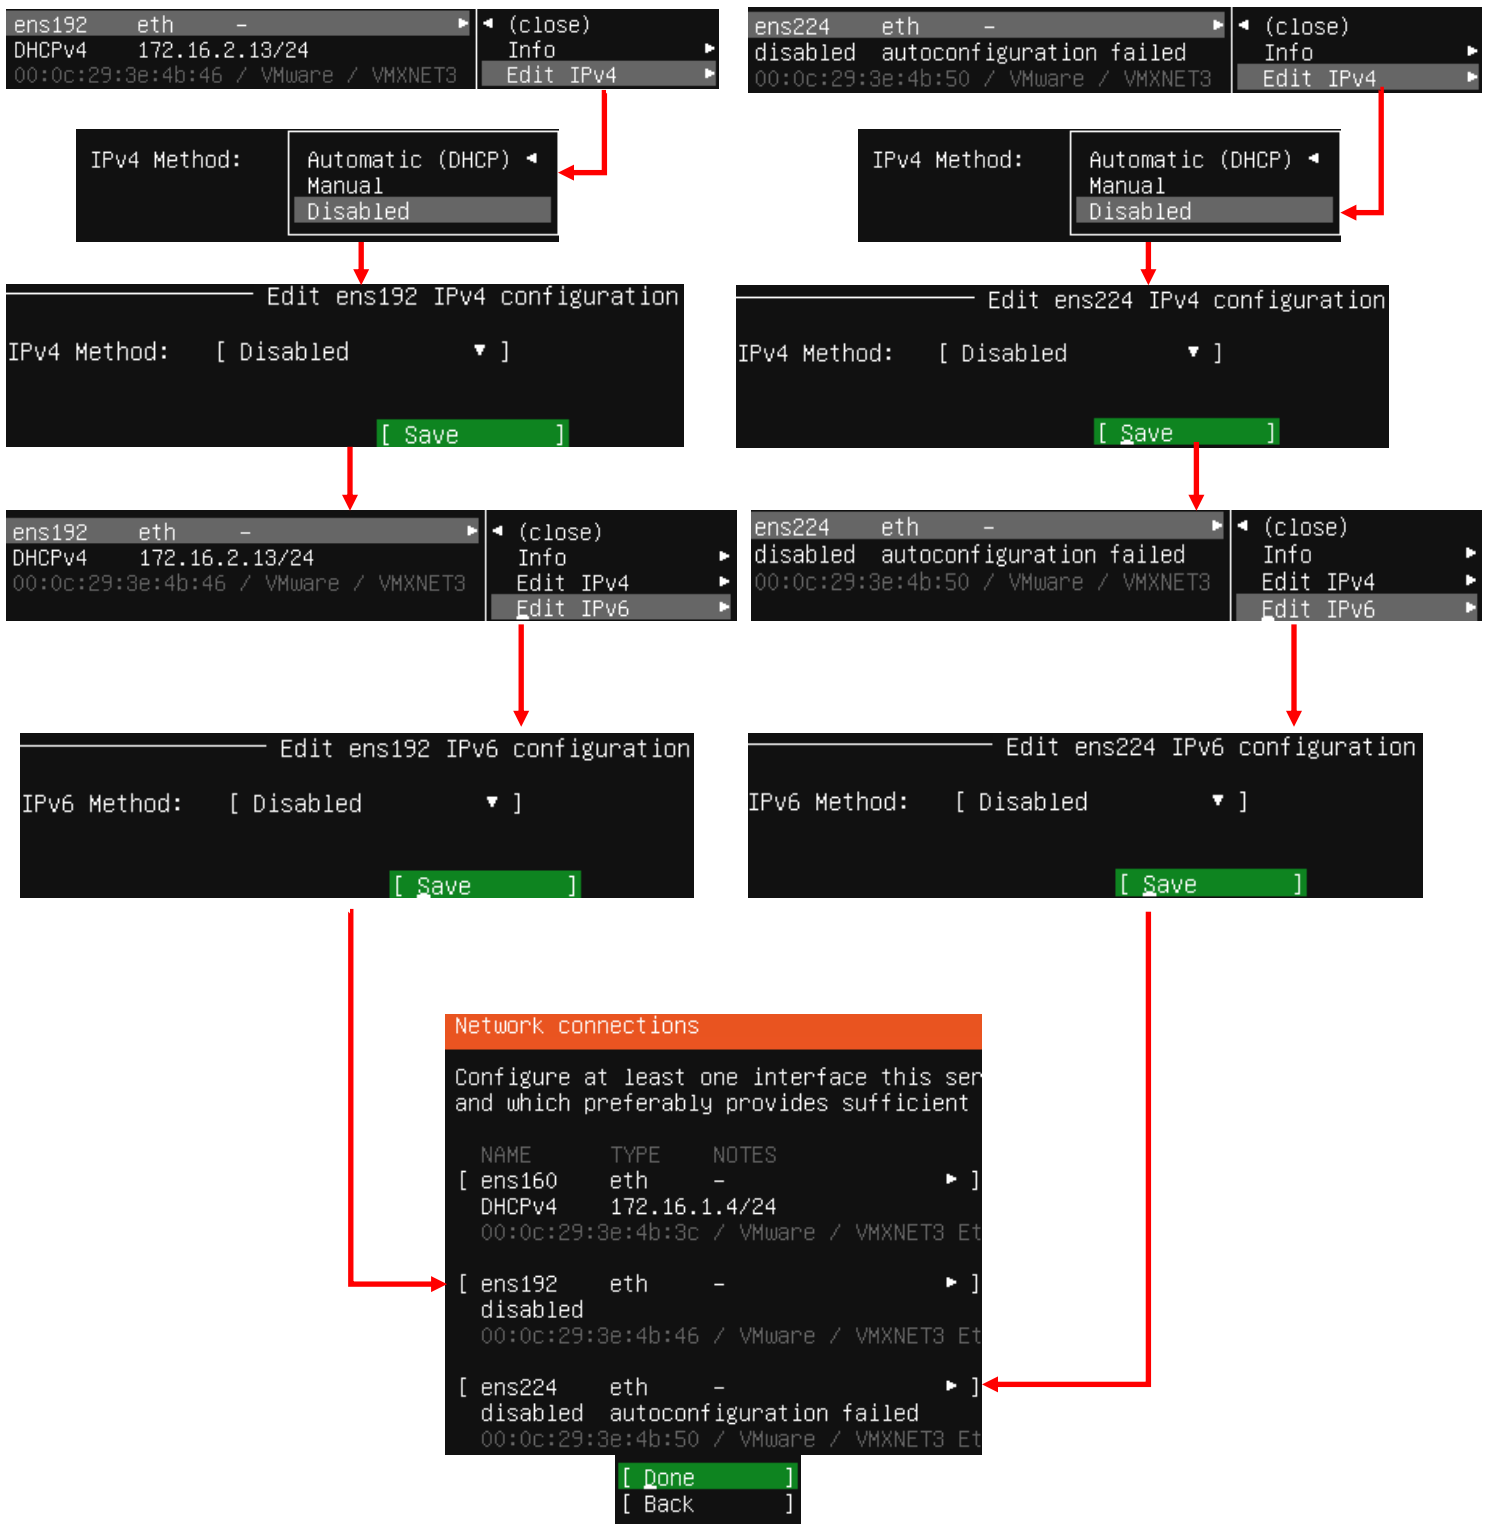 ens192 eth –
DHCPv4 172.16.2.13/24
00:0c:29:3e:4b:46 / VMware / VMXNET3
(close)
Info
Edit IPv4
ens224 eth –
disabled autoconfiguration failed
00:0c:29:3e:4b:50 / VMware / VMXNET3
(close)
Info
Edit IPv4
IPv4 Method:
Automatic (DHCP)
Manual
Disabled
IPv4 Method:
Automatic (DHCP)
Manual
Disabled
Edit ens192 IPv4 configuration
IPv4 Method: [ Disabled ▼ ]
[ Save ]
Edit ens224 IPv4 configuration
IPv4 Method: [ Disabled ▼ ]
[ Save ]
ens192 eth –
DHCPv4 172.16.2.13/24
00:0c:29:3e:4b:46 / VMware / VMXNET3
(close)
Info
Edit IPv4
Edit IPv6
ens224 eth –
disabled autoconfiguration failed
00:0c:29:3e:4b:50 / VMware / VMXNET3
(close)
Info
Edit IPv4
Edit IPv6
Edit ens192 IPv6 configuration
IPv6 Method: [ Disabled ▼ ]
[ Save ]
Edit ens224 IPv6 configuration
IPv6 Method: [ Disabled ▼ ]
[ Save ]
Network connections
Configure at least one interface this ser
and which preferably provides sufficient
NAME TYPE NOTES
[ ens160 eth – ▸ ]
DHCPv4 172.16.1.4/24
00:0c:29:3e:4b:3c / VMware / VMXNET3 Et
[ ens192 eth – ▸ ]
disabled
00:0c:29:3e:4b:46 / VMware / VMXNET3 Et
[ ens224 eth – ▸ ]
disabled autoconfiguration failed
00:0c:29:3e:4b:50 / VMware / VMXNET3 Et
[ Done ]
[ Back ]